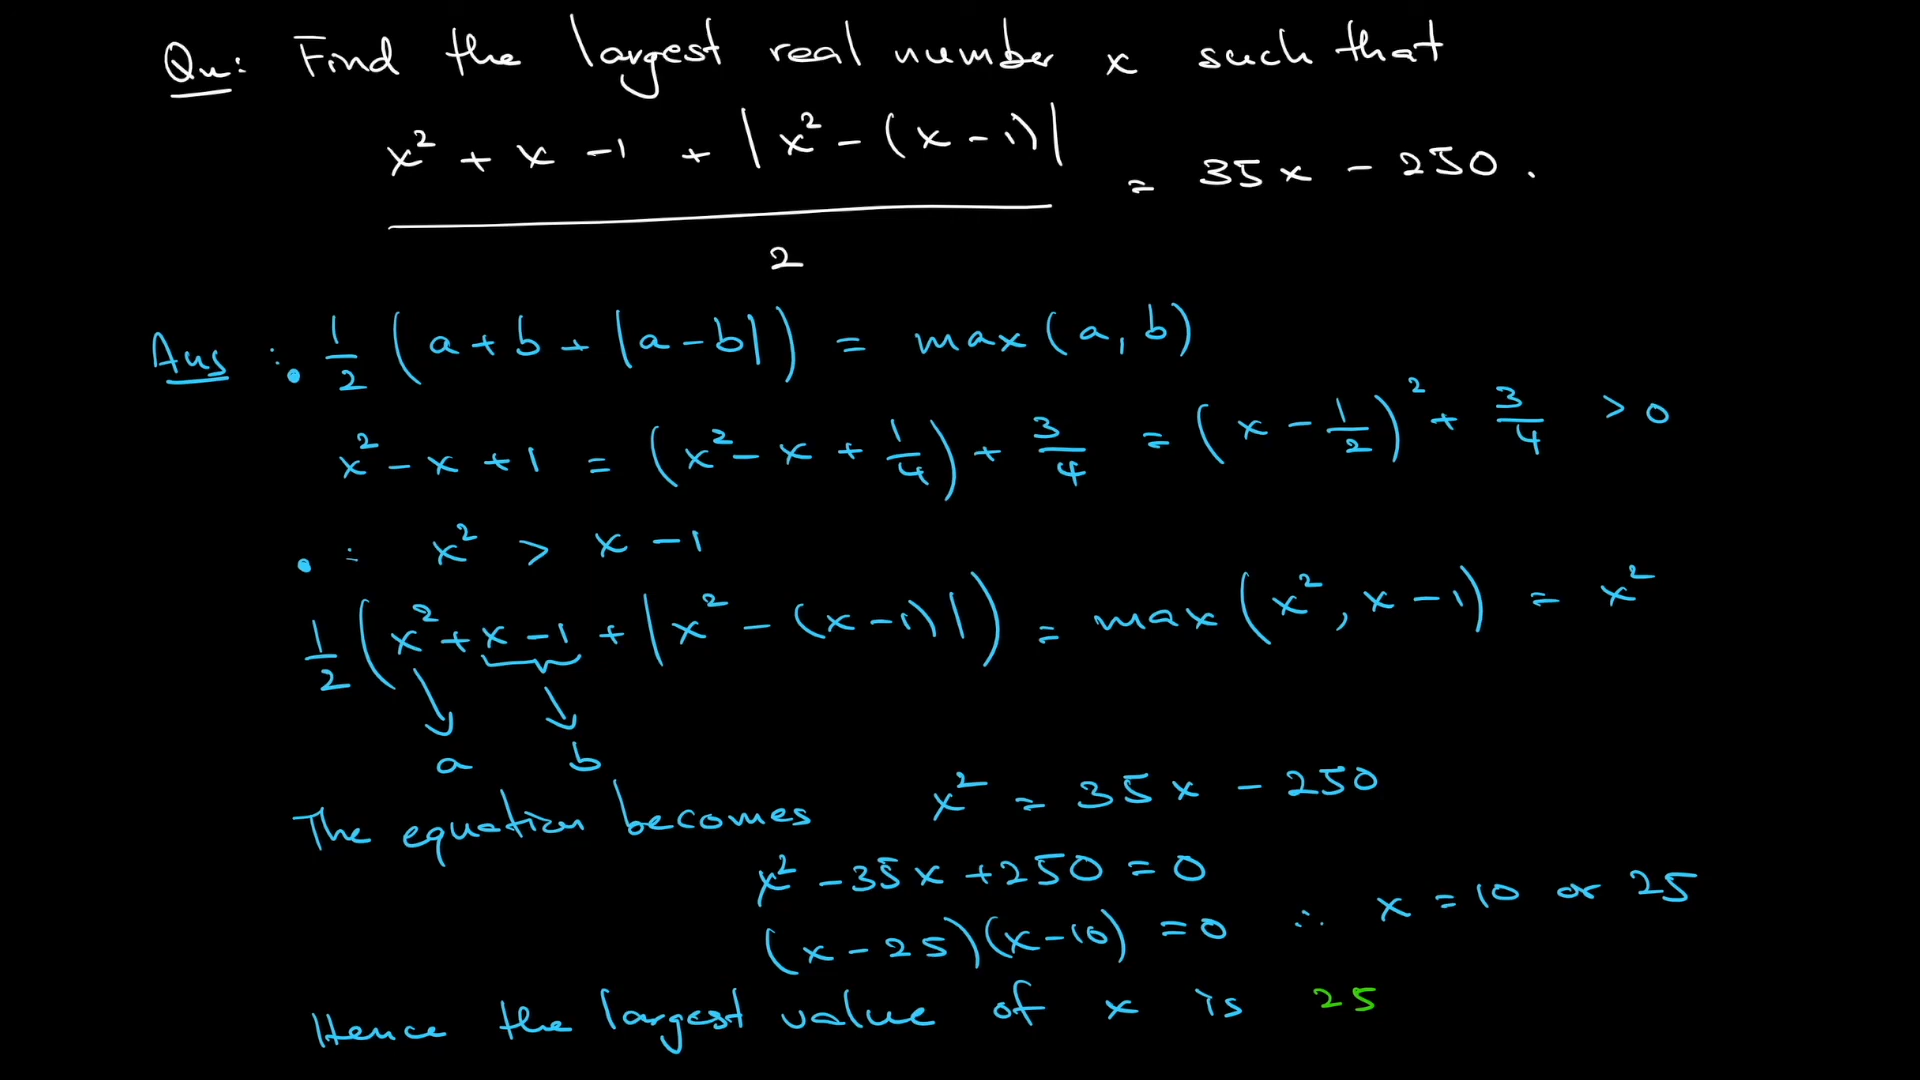 Qu: Find the largest real number x such that
(x² + x - 1 + |x² - (x - 1)|) / 2 = 35x - 250.
Ans : • 1/2 (a + b + |a - b|) = max(a, b)
x² - x + 1 = (x² - x + 1/4) + 3/4 = (x - 1/2)² + 3/4 > 0
• : x² > x - 1
1/2 (x² + x - 1 + |x² - (x - 1)|) = max(x², x - 1) = x²
a b
The equation becomes x² = 35x - 250
x² - 35x + 250 = 0
(x - 25)(x - 10) = 0 ∴ x = 10 or 25
Hence the largest value of x is 25